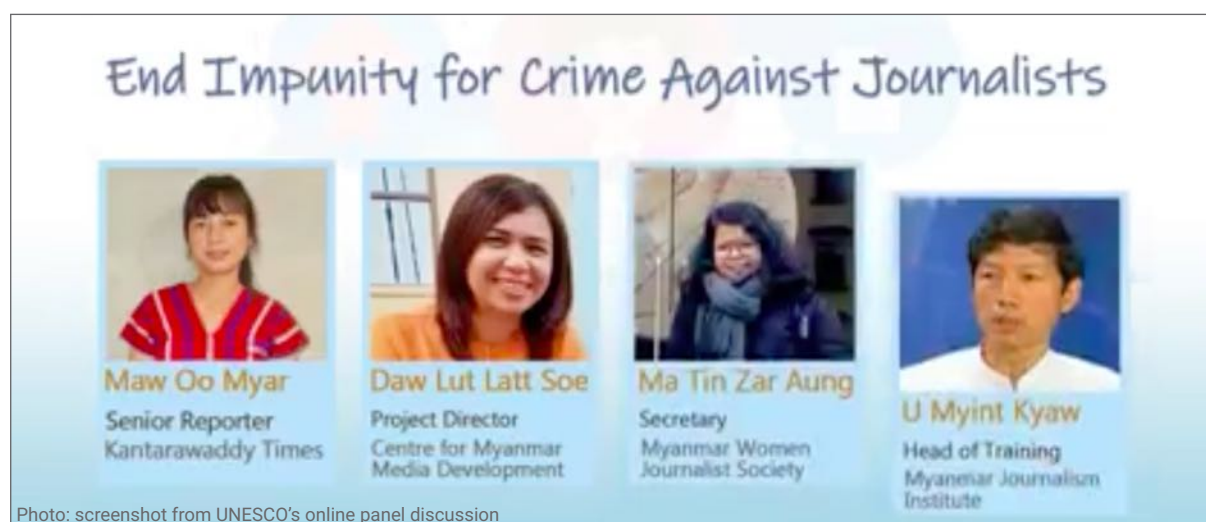 End Impunity for Crime Against Journalists
Maw Oo Myar
Senior Reporter
Kantarawaddy Times
Daw Lut Latt Soe
Project Director
Centre for Myanmar
Media Development
Ma Tin Zar Aung
Secretary
Myanmar Women
Journalist Society
U Myint Kyaw
Head of Training
Myanmar Journalism
Institute
Photo: screenshot from UNESCO's online panel discussion